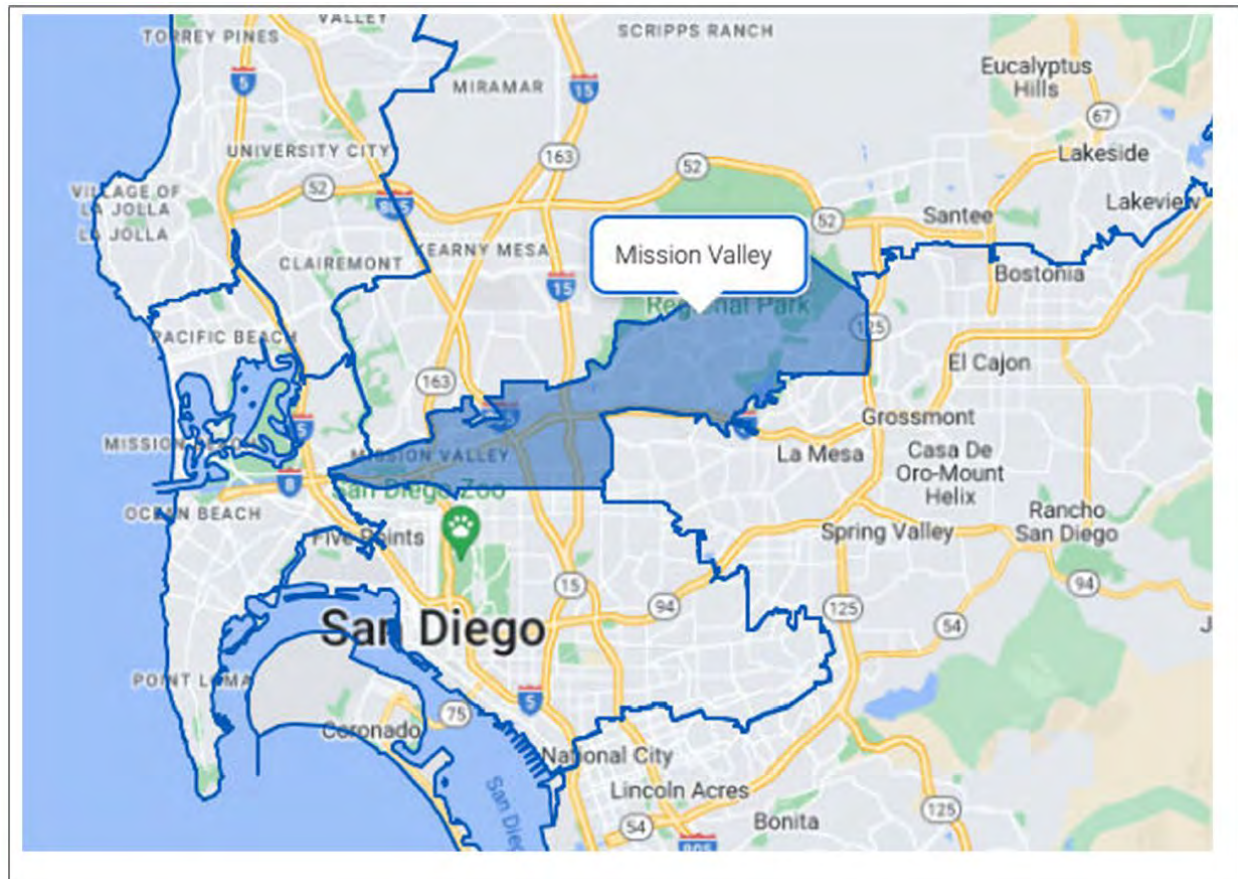 VALLEY
TORREY PINES
SCRIPPS RANCH
5
15
MIRAMAR
Eucalyptus
Hills
67
UNIVERSITY CITY
163
Lakeside
52
52
VILLAGE OF
LA JOLLA
LA JOLLA
805
52
Santee
Lakeview
KEARNY MESA
CLAIREMONT
Mission Valley
15
Bostonia
Regional Park
125
PACIFIC BEACH
El Cajon
163
Grossmont
5
MISSION
MISSION VALLEY
La Mesa
Casa De
Oro-Mount
Helix
8
San Diego Zoo
OCEAN BEACH
Five Points
Rancho
San Diego
Spring Valley
15
94
94
125
54
San Diego
POINT LOMA
75
5
Coronado
National City
Lincoln Acres
San Dieg
54
805
Bonita
125
J